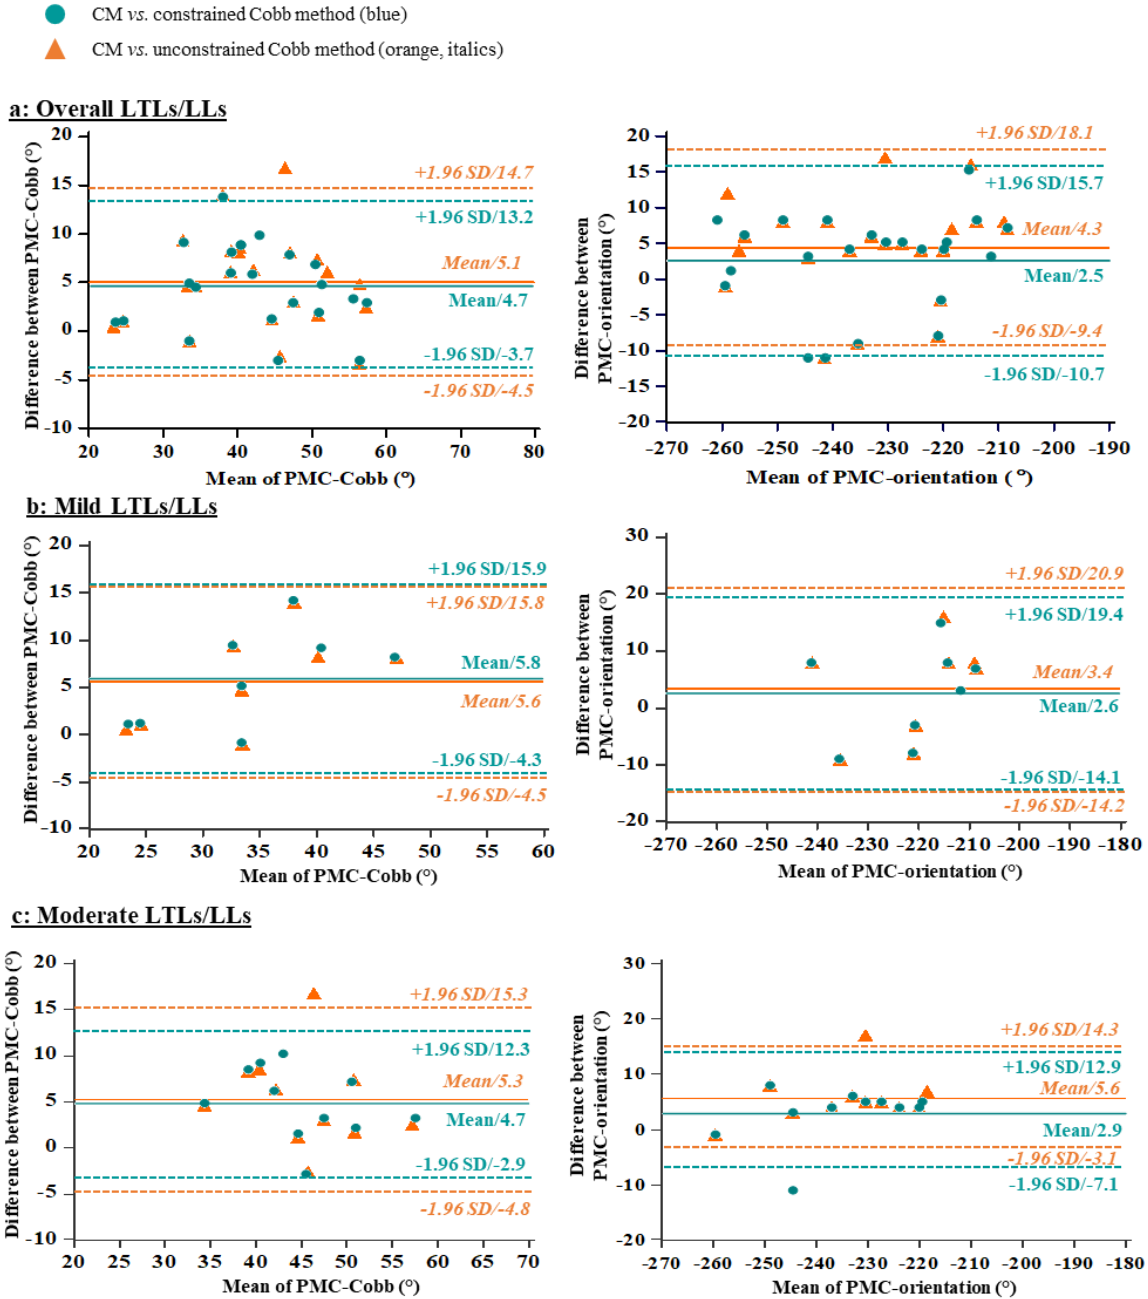 CM vs. constrained Cobb method (blue)
CM vs. unconstrained Cobb method (orange, italics)
a: Overall LTLs/LLs
Difference between PMC-Cobb (°)
20
15
10
5
0
-5
-10
+1.96 SD/14.7
+1.96 SD/13.2
Mean/5.1
Mean/4.7
-1.96 SD/-3.7
-1.96 SD/-4.5
20 30 40 50 60 70 80
Mean of PMC-Cobb (°)
Difference between
PMC-orientation (°)
20
15
10
5
0
-5
-10
-15
-20
+1.96 SD/18.1
+1.96 SD/15.7
Mean/4.3
Mean/2.5
-1.96 SD/-9.4
-1.96 SD/-10.7
-270 -260 -250 -240 -230 -220 -210 -200 -190
Mean of PMC-orientation (°)
b: Mild LTLs/LLs
Difference between PMC-Cobb (°)
20
15
10
5
0
-5
-10
+1.96 SD/15.9
+1.96 SD/15.8
Mean/5.8
Mean/5.6
-1.96 SD/-4.3
-1.96 SD/-4.5
20 25 30 35 40 45 50 55 60
Mean of PMC-Cobb (°)
Difference between
PMC-orientation (°)
30
20
10
0
-10
-20
+1.96 SD/20.9
+1.96 SD/19.4
Mean/3.4
Mean/2.6
-1.96 SD/-14.1
-1.96 SD/-14.2
-270 -260 -250 -240 -230 -220 -210 -200 -190 -180
Mean of PMC-orientation (°)
c: Moderate LTLs/LLs
Difference between PMC-Cobb (°)
20
15
10
5
0
-5
-10
+1.96 SD/15.3
+1.96 SD/12.3
Mean/5.3
Mean/4.7
-1.96 SD/-2.9
-1.96 SD/-4.8
20 25 30 35 40 45 50 55 60 65 70
Mean of PMC-Cobb (°)
Difference between
PMC-orientation (°)
30
20
10
0
-10
-20
+1.96 SD/14.3
+1.96 SD/12.9
Mean/5.6
Mean/2.9
-1.96 SD/-3.1
-1.96 SD/-7.1
-270 -260 -250 -240 -230 -220 -210 -200 -190 -180
Mean of PMC-orientation (°)